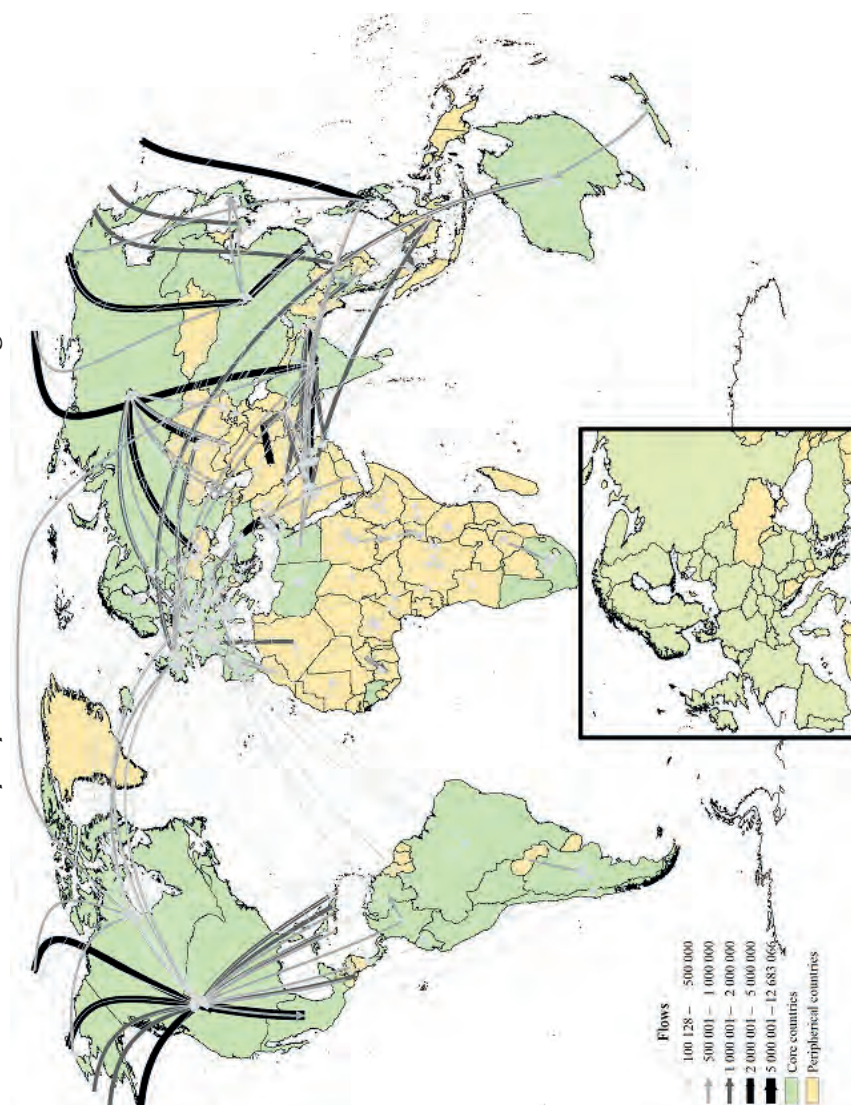 Flows
100 128 – 500 000
500 001 – 1 000 000
1 000 001 – 2 000 000
2 000 001 – 5 000 000
5 000 001 – 12 683 066
Core countries
Peripherical countries